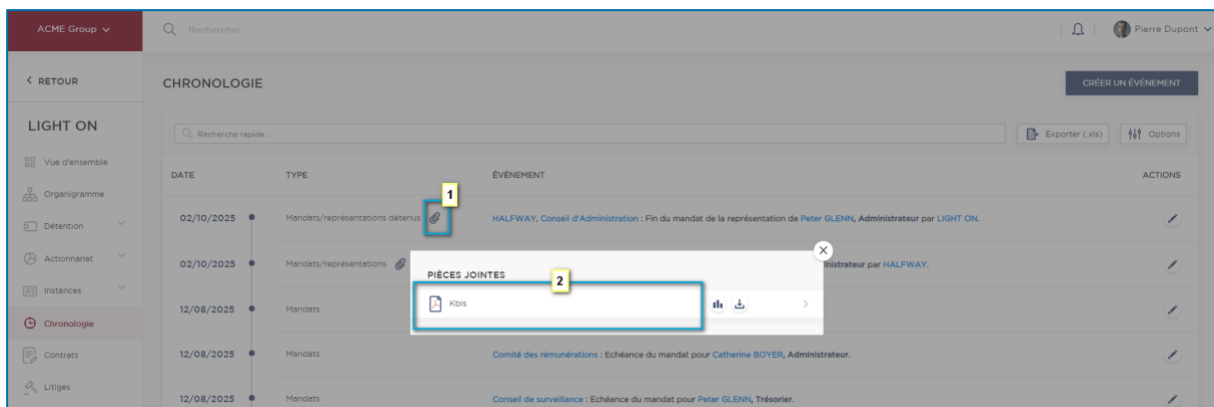 ACME Group
Rechercher
Pierre Dupont
RETOUR
CHRONOLOGIE
CRÉER UN ÉVÉNEMENT
LIGHT ON
Recherche rapide..
Exporter (.xls)
Options
Vue d'ensemble
DATE TYPE ÉVÉNEMENT ACTIONS
Organigramme
1
02/10/2025 Mandats/représentations détenus HALFWAY, Conseil d'Administration : Fin du mandat de la représentation de Peter GLENN, Administrateur par LIGHT ON.
Détention
Actionnariat
02/10/2025 Mandats/représentations inistrateur par HALFWAY.
PIÈCES JOINTES
2
Instances
Kbis
12/08/2025 Mandats
Chronologie
Contrats
12/08/2025 Mandats Comité des rémunérations : Echéance du mandat pour Catherine BOYER, Administrateur.
Litiges
12/08/2025 Mandats Conseil de surveillance : Echéance du mandat pour Peter GLENN, Trésorier.